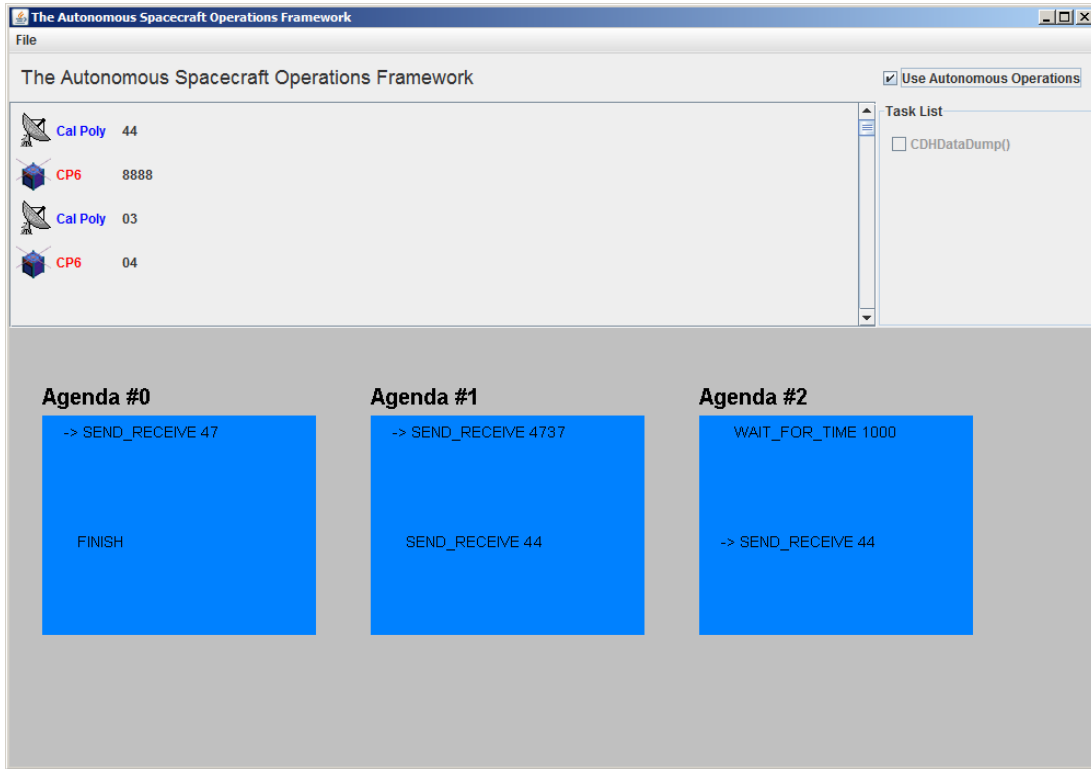 The Autonomous Spacecraft Operations Framework
File
The Autonomous Spacecraft Operations Framework
Use Autonomous Operations
Cal Poly 44
CP6 8888
Cal Poly 03
CP6 04
Task List
CDHDataDump()
Agenda #0
-> SEND_RECEIVE 47
FINISH
Agenda #1
-> SEND_RECEIVE 4737
SEND_RECEIVE 44
Agenda #2
WAIT_FOR_TIME 1000
-> SEND_RECEIVE 44